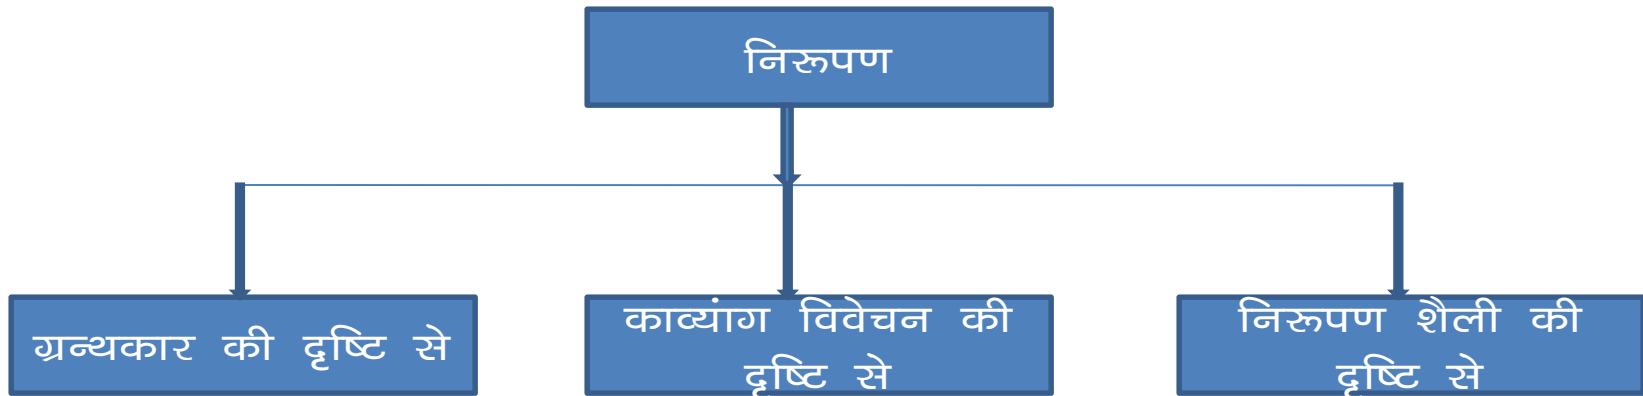 निरूपण
ग्रन्थकार की दृष्टि से
काव्यांग विवेचन की
दृष्टि से
निरूपण शैली की
दृष्टि से